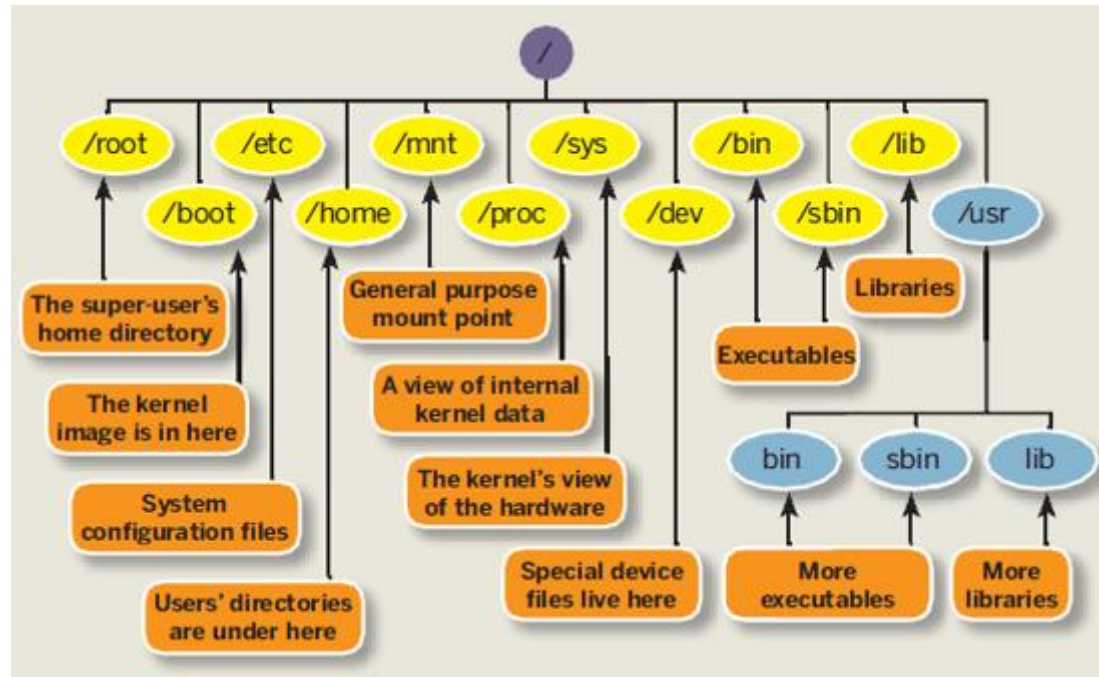 /
/root
/etc
/mnt
/sys
/bin
/lib
/boot
/home
/proc
/dev
/sbin
/usr
The super-user's
home directory
General purpose
mount point
Libraries
Executables
The kernel
image is in here
A view of internal
kernel data
bin
sbin
lib
System
configuration files
The kernel's view
of the hardware
Users' directories
are under here
Special device
files live here
More
executables
More
libraries